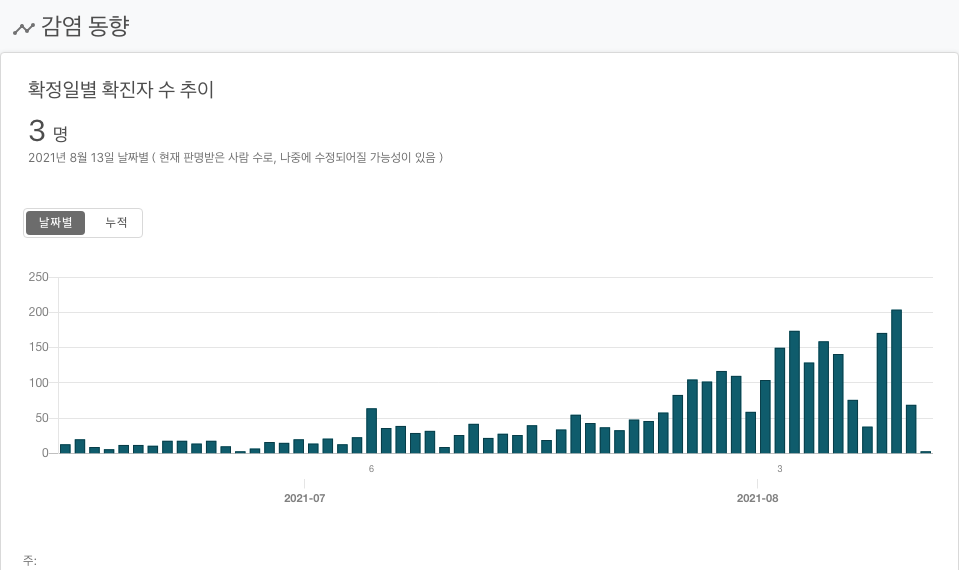 감염 동향
확정일별 확진자 수 추이
3 명
2021년 8월 13일 날짜별 ( 현재 판명받은 사람 수로, 나중에 수정되어질 가능성이 있음 )
날짜별 누적
250
200
150
100
50
0
6 3
2021-07 2021-08
주: